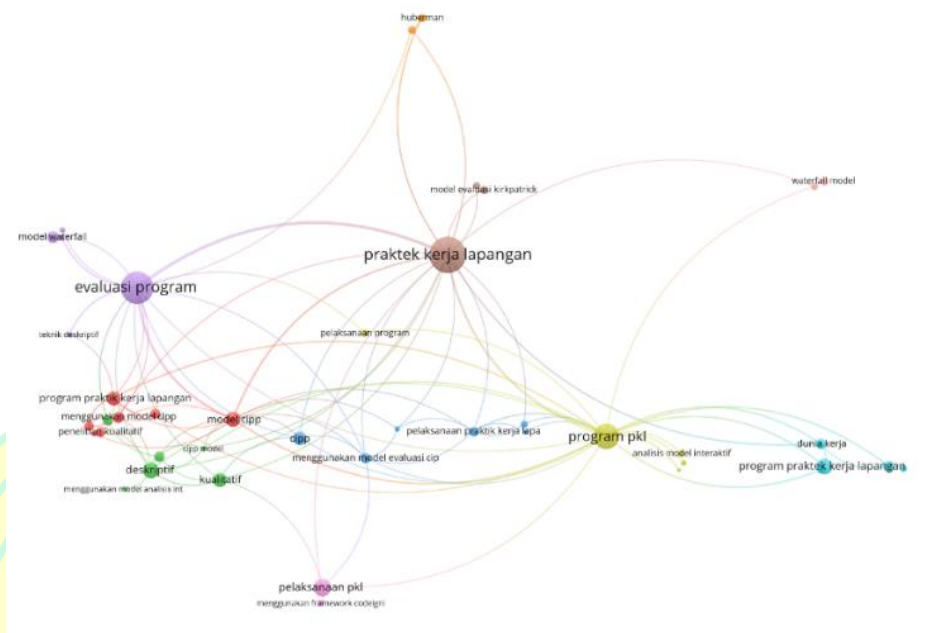 huberman
model evaluasi kirkpatrick
waterfall model
model waterfall
praktek kerja lapangan
evaluasi program
teknik deskriptif
pelaksanaan program
program praktik kerja lapangan
menggunakan model cipp
penelitian kualitatif
model cipp
cipp
pelaksanaan praktik kerja lapa
program pkl
dunia kerja
cipp model
menggunakan model evaluasi cip
analisis model interaktif
program praktek kerja lapangan
deskriptif
kualitatif
menggunakan model analisis int
pelaksanaan pkl
menggunakan framework codeigni